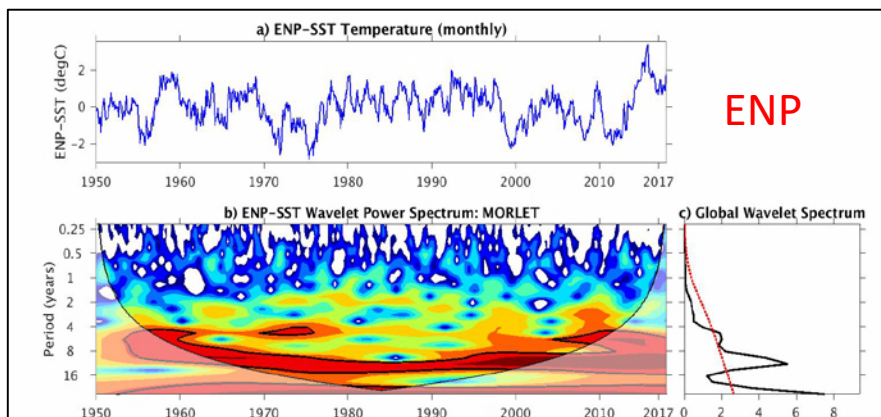 a) ENP-SST Temperature (monthly)
ENP-SST (degC)
2
0
-2
1950 1960 1970 1980 1990 2000 2010 2017
ENP
b) ENP-SST Wavelet Power Spectrum: MORLET
Period (years)
0.25
0.5
1
2
4
8
16
1950 1960 1970 1980 1990 2000 2010 2017
c) Global Wavelet Spectrum
0 2 4 6 8